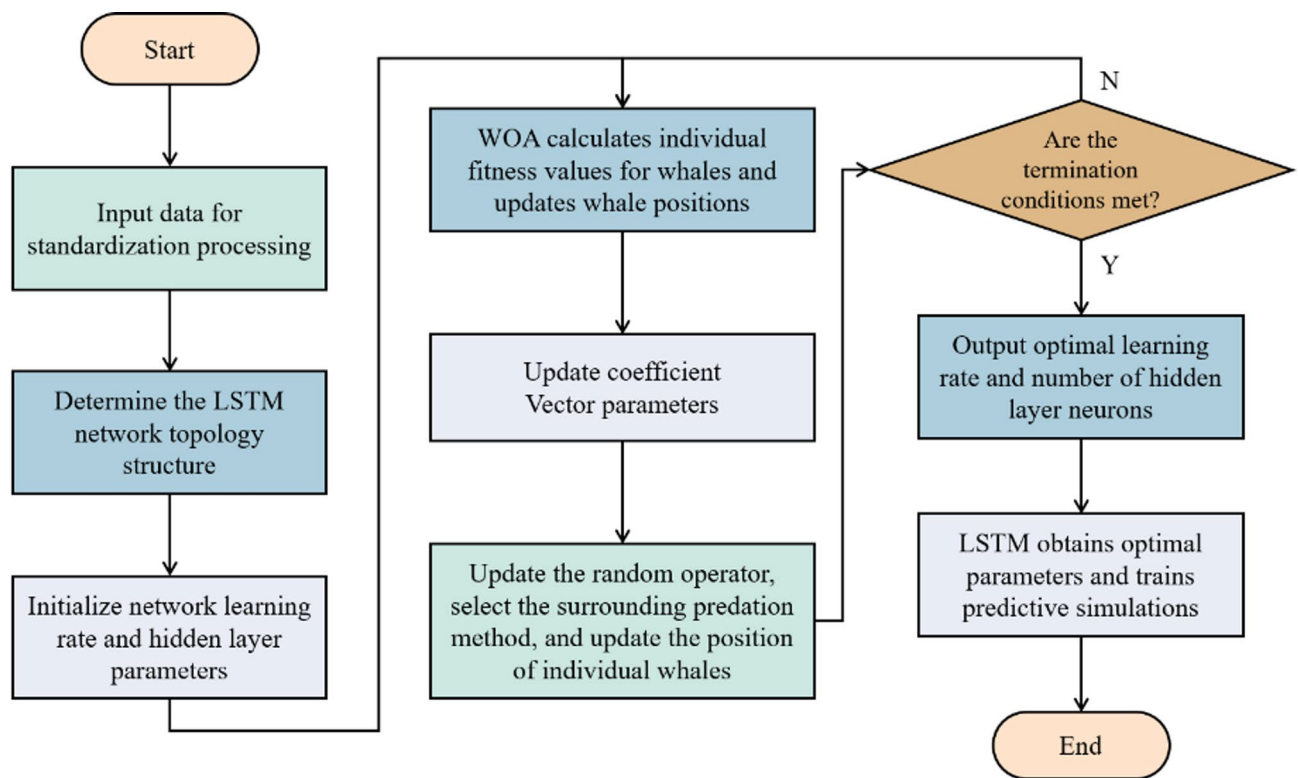 Start
Input data for
standardization processing
Determine the LSTM
network topology
structure
Initialize network learning
rate and hidden layer
parameters
WOA calculates individual
fitness values for whales and
updates whale positions
Update coefficient
Vector parameters
Update the random operator,
select the surrounding predation
method, and update the position
of individual whales
N
Are the
termination
conditions met?
Y
Output optimal learning
rate and number of hidden
layer neurons
LSTM obtains optimal
parameters and trains
predictive simulations
End